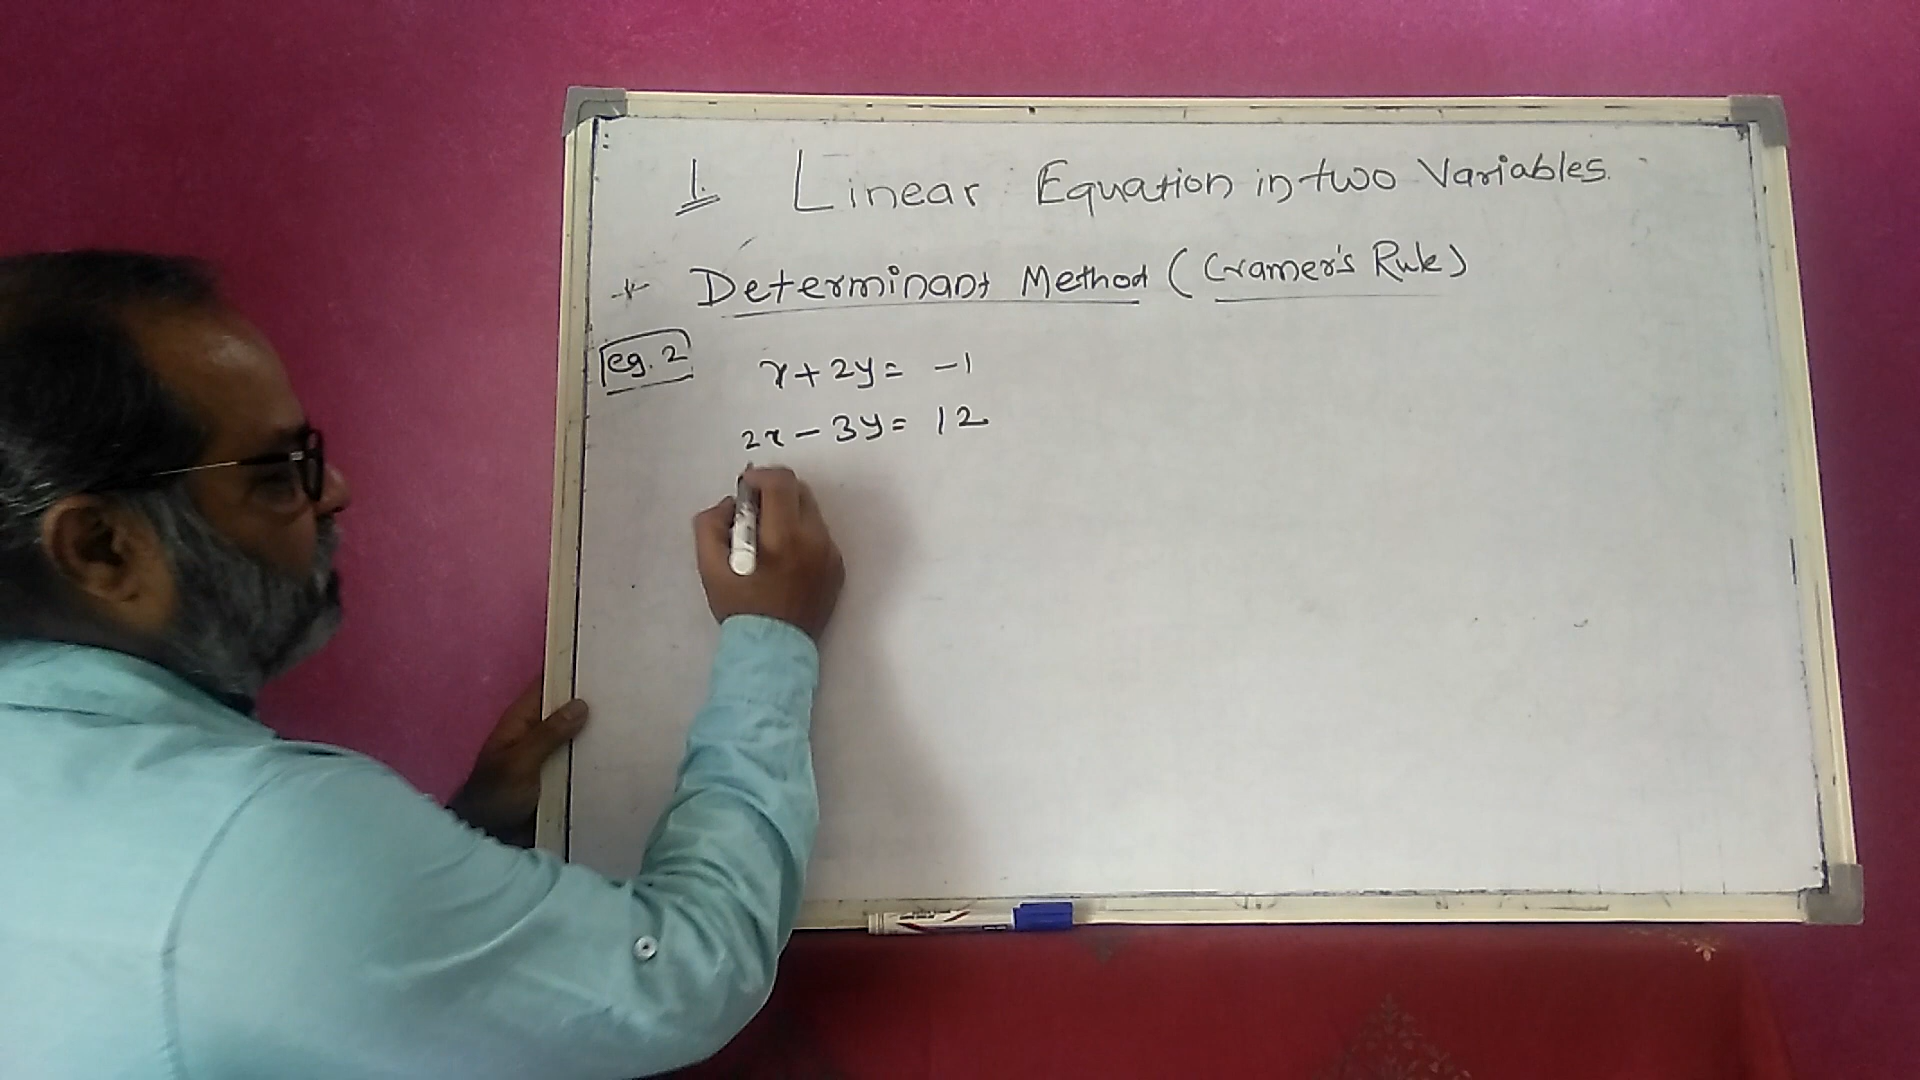 1. Linear Equation in two Variables.
* Determinant Method (Cramer's Rule)
eg. 2 x + 2y = -1
2x - 3y = 12